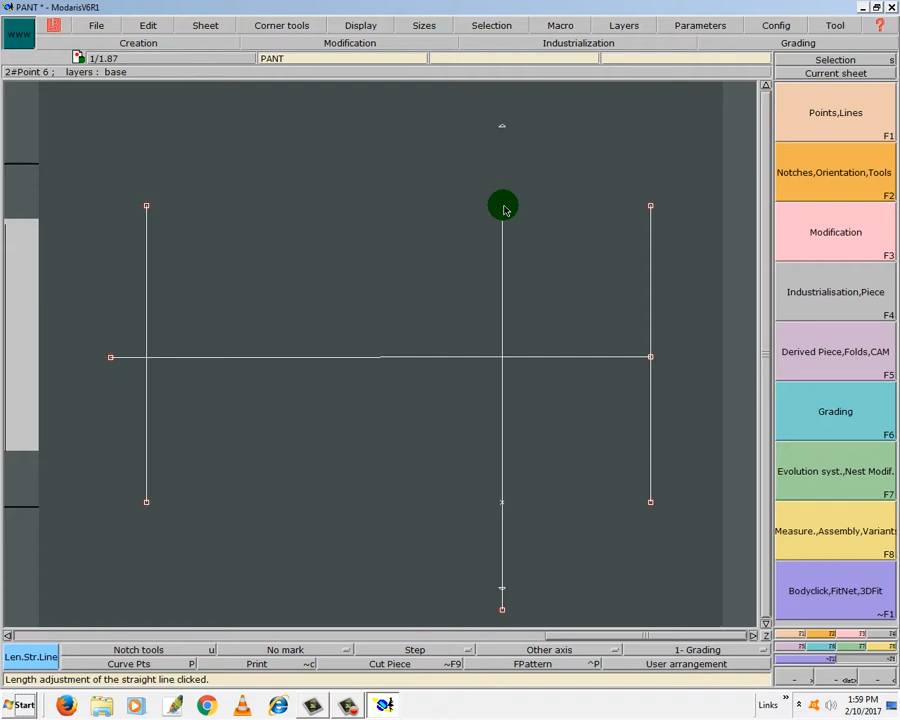 PANT * - ModarisV6R1
www
File Edit Sheet Corner tools Display Sizes Selection Macro Layers Parameters Config Tool ?
Creation Modification Industrialization Grading
1/1.87 PANT
Selection s
2#Point 6 ; layers : base
Current sheet
Points,Lines
F1
Notches,Orientation,Tools
F2
Modification
F3
Industrialisation,Piece
F4
Derived Piece,Folds,CAM
F5
Grading
F6
Evolution syst.,Nest Modif.
F7
Measure.,Assembly,Variant
F8
Bodyclick,FitNet,3DFit
~F1
Z
Len.Str.Line
Notch tools u No mark Step Other axis 1- Grading
Curve Pts P Print ~c Cut Piece ~F9 FPattern ^P User arrangement
Length adjustment of the straight line clicked.
Start
Links »
1:59 PM
2/10/2017